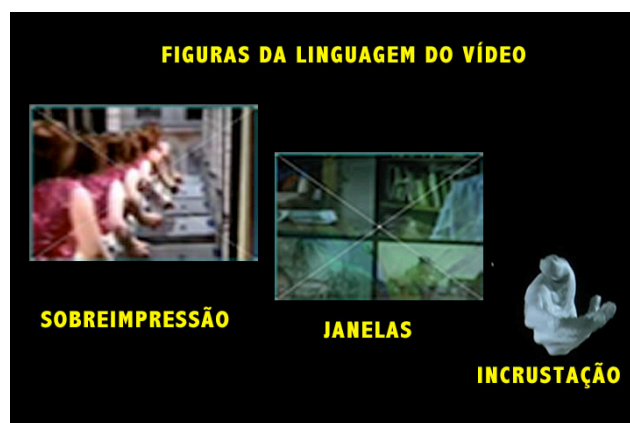 FIGURAS DA LINGUAGEM DO VÍDEO
SOBREIMPRESSÃO
JANELAS
INCRUSTAÇÃO